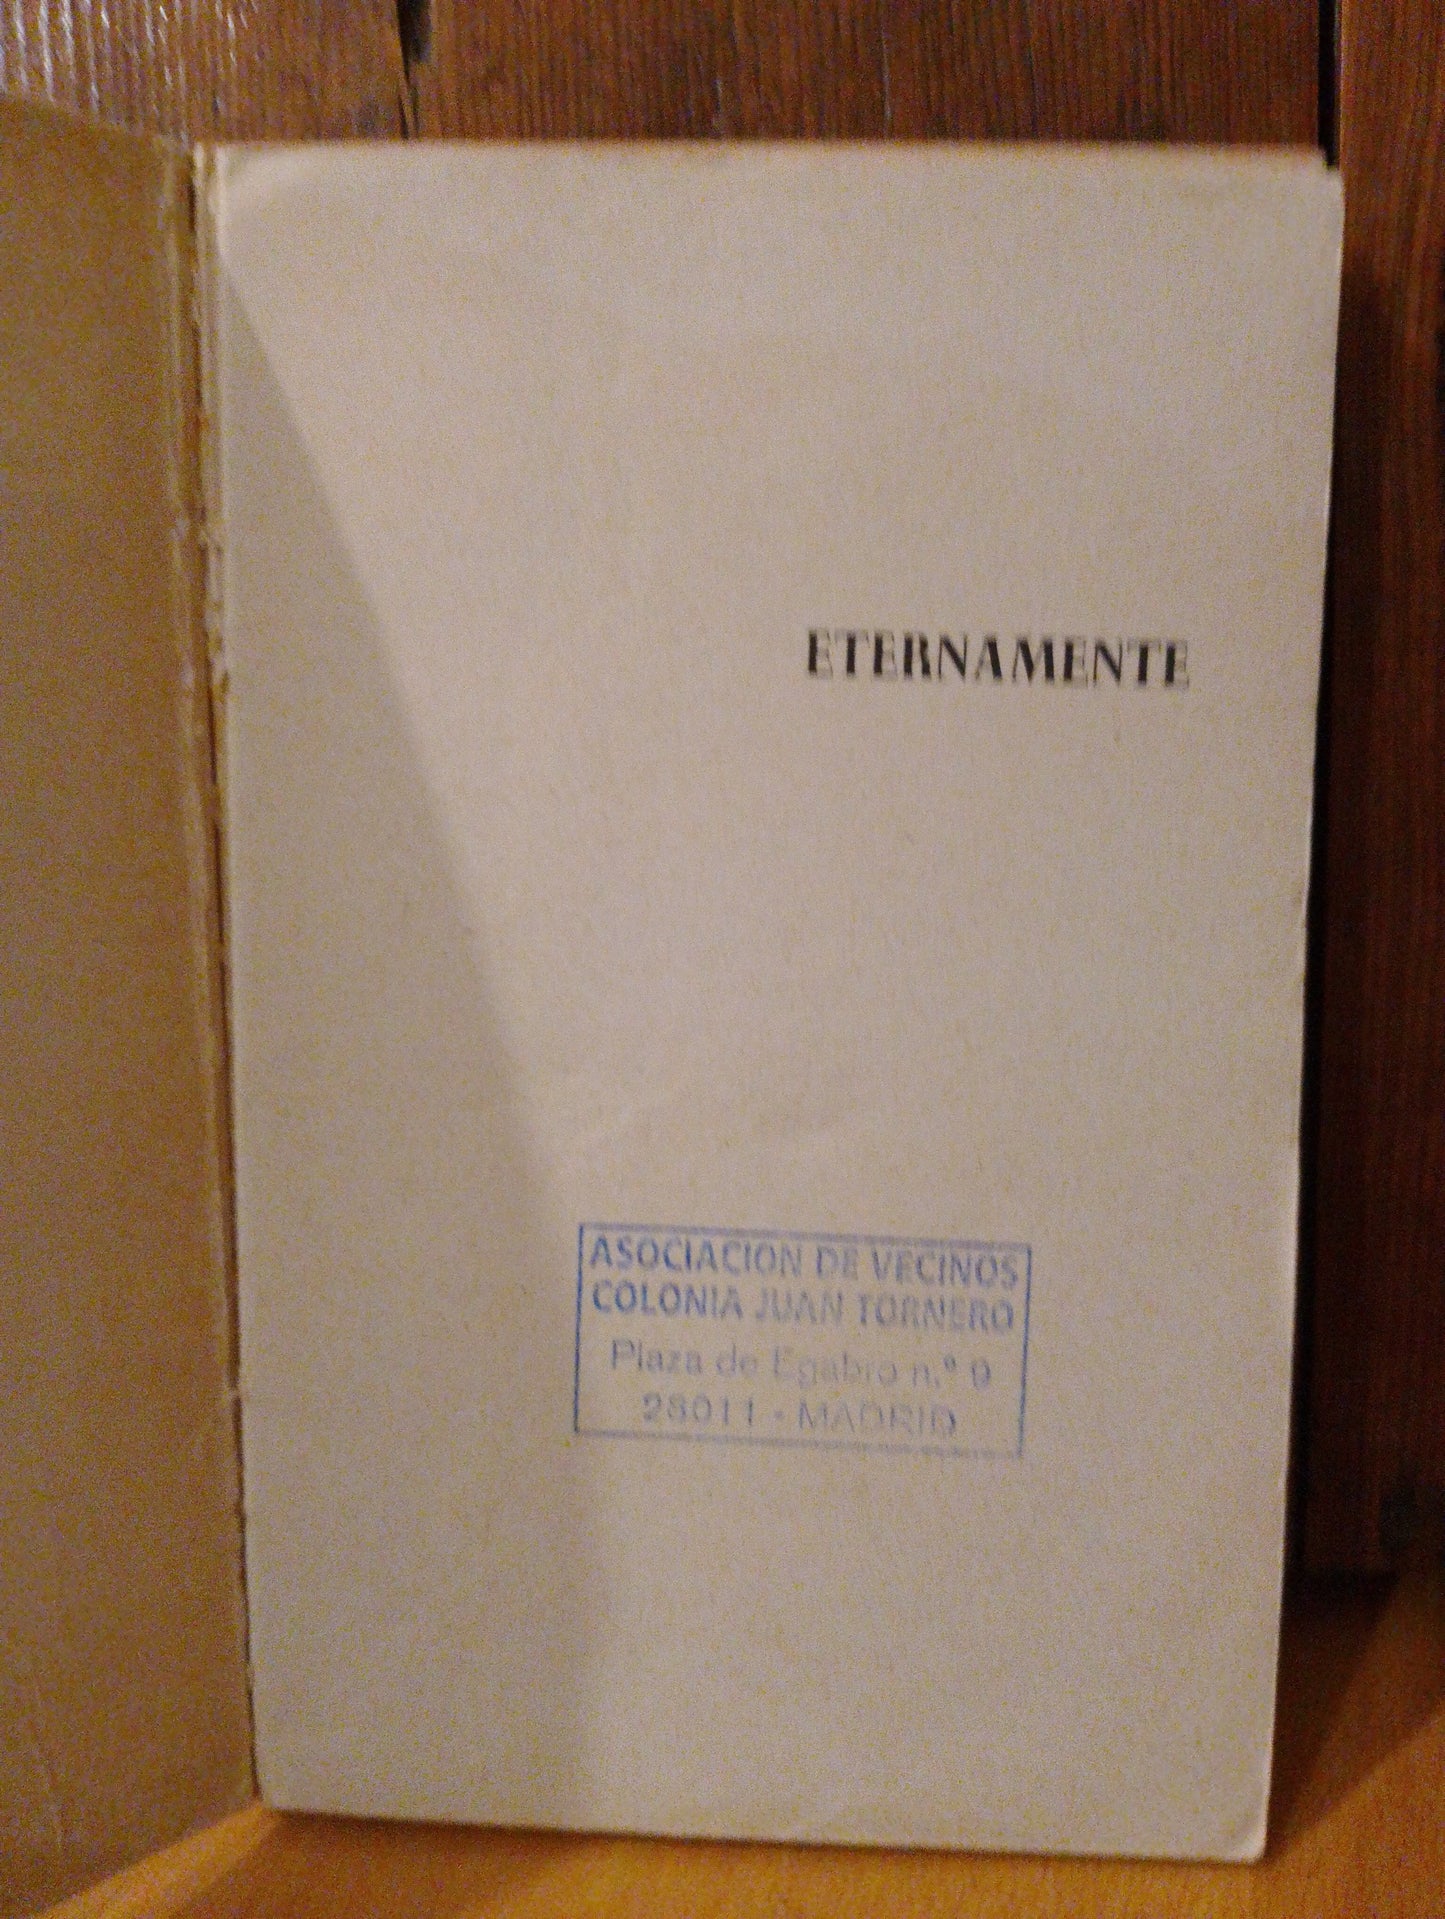 ETERNAMENTE
ASOCIACION DE VECINOS
COLONIA JUAN TORNERO
Plaza de Egabro n.º 9
28011 - MADRID